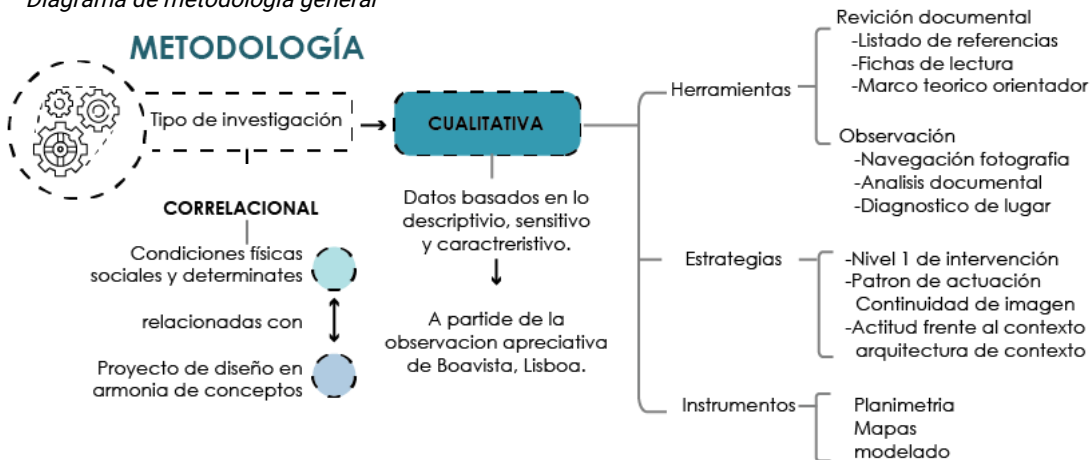 Diagrama de metodología general
METODOLOGÍA
Tipo de investigación
CUALITATIVA
CORRELACIONAL
Condiciones físicas
sociales y determinates
relacionadas con
Proyecto de diseño en
armonia de conceptos
Datos basados en lo
descriptivio, sensitivo
y caractreristivo.
A partide de la
observacion apreciativa
de Boavista, Lisboa.
Herramientas
Revición documental
-Listado de referencias
-Fichas de lectura
-Marco teorico orientador
Observación
-Navegación fotografia
-Analisis documental
-Diagnostico de lugar
Estrategias
-Nivel 1 de intervención
-Patron de actuación
Continuidad de imagen
-Actitud frente al contexto
arquitectura de contexto
Instrumentos
Planimetria
Mapas
modelado